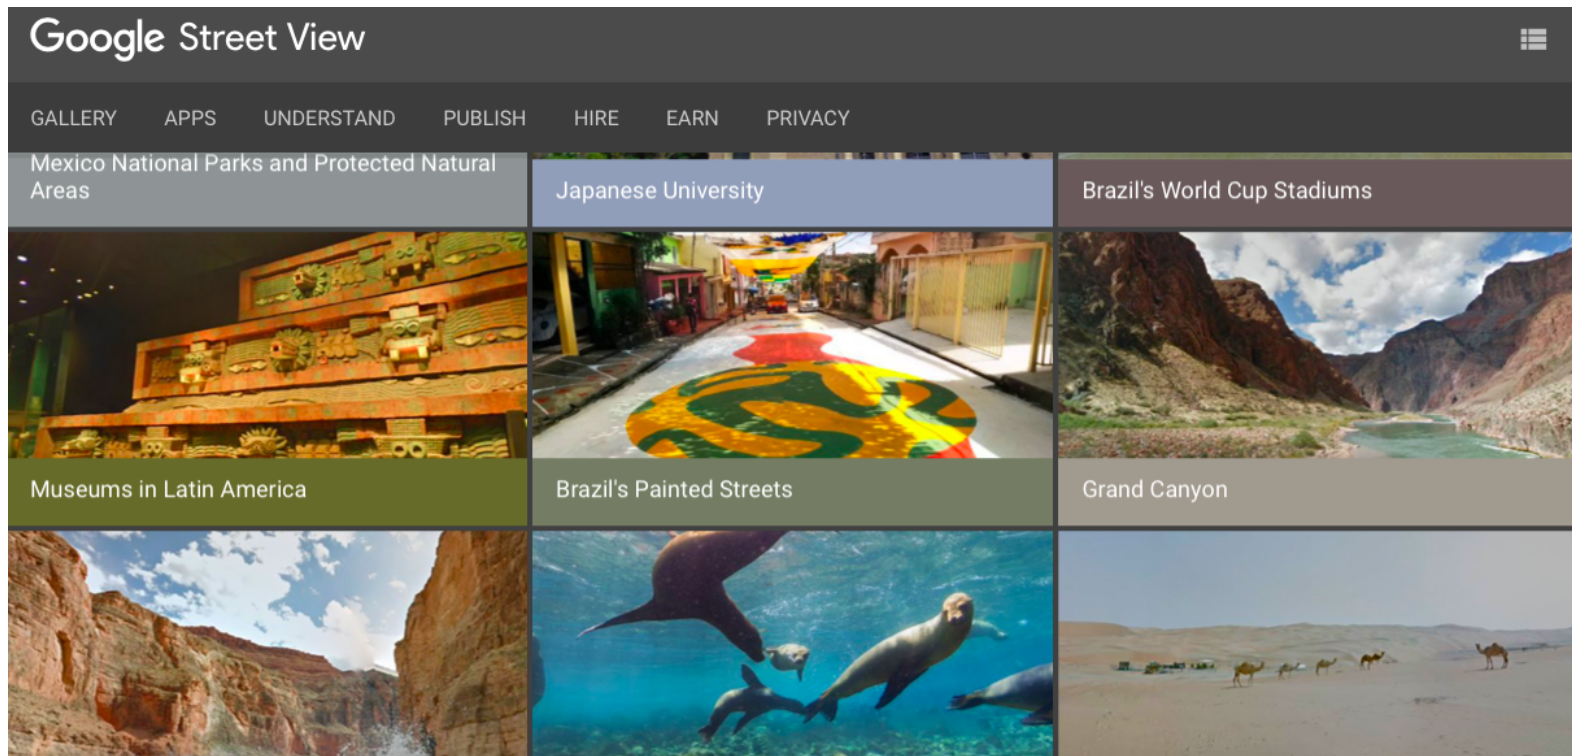 Google Street View
GALLERY APPS UNDERSTAND PUBLISH HIRE EARN PRIVACY
Mexico National Parks and Protected Natural
Areas
Japanese University
Brazil's World Cup Stadiums
Museums in Latin America
Brazil's Painted Streets
Grand Canyon